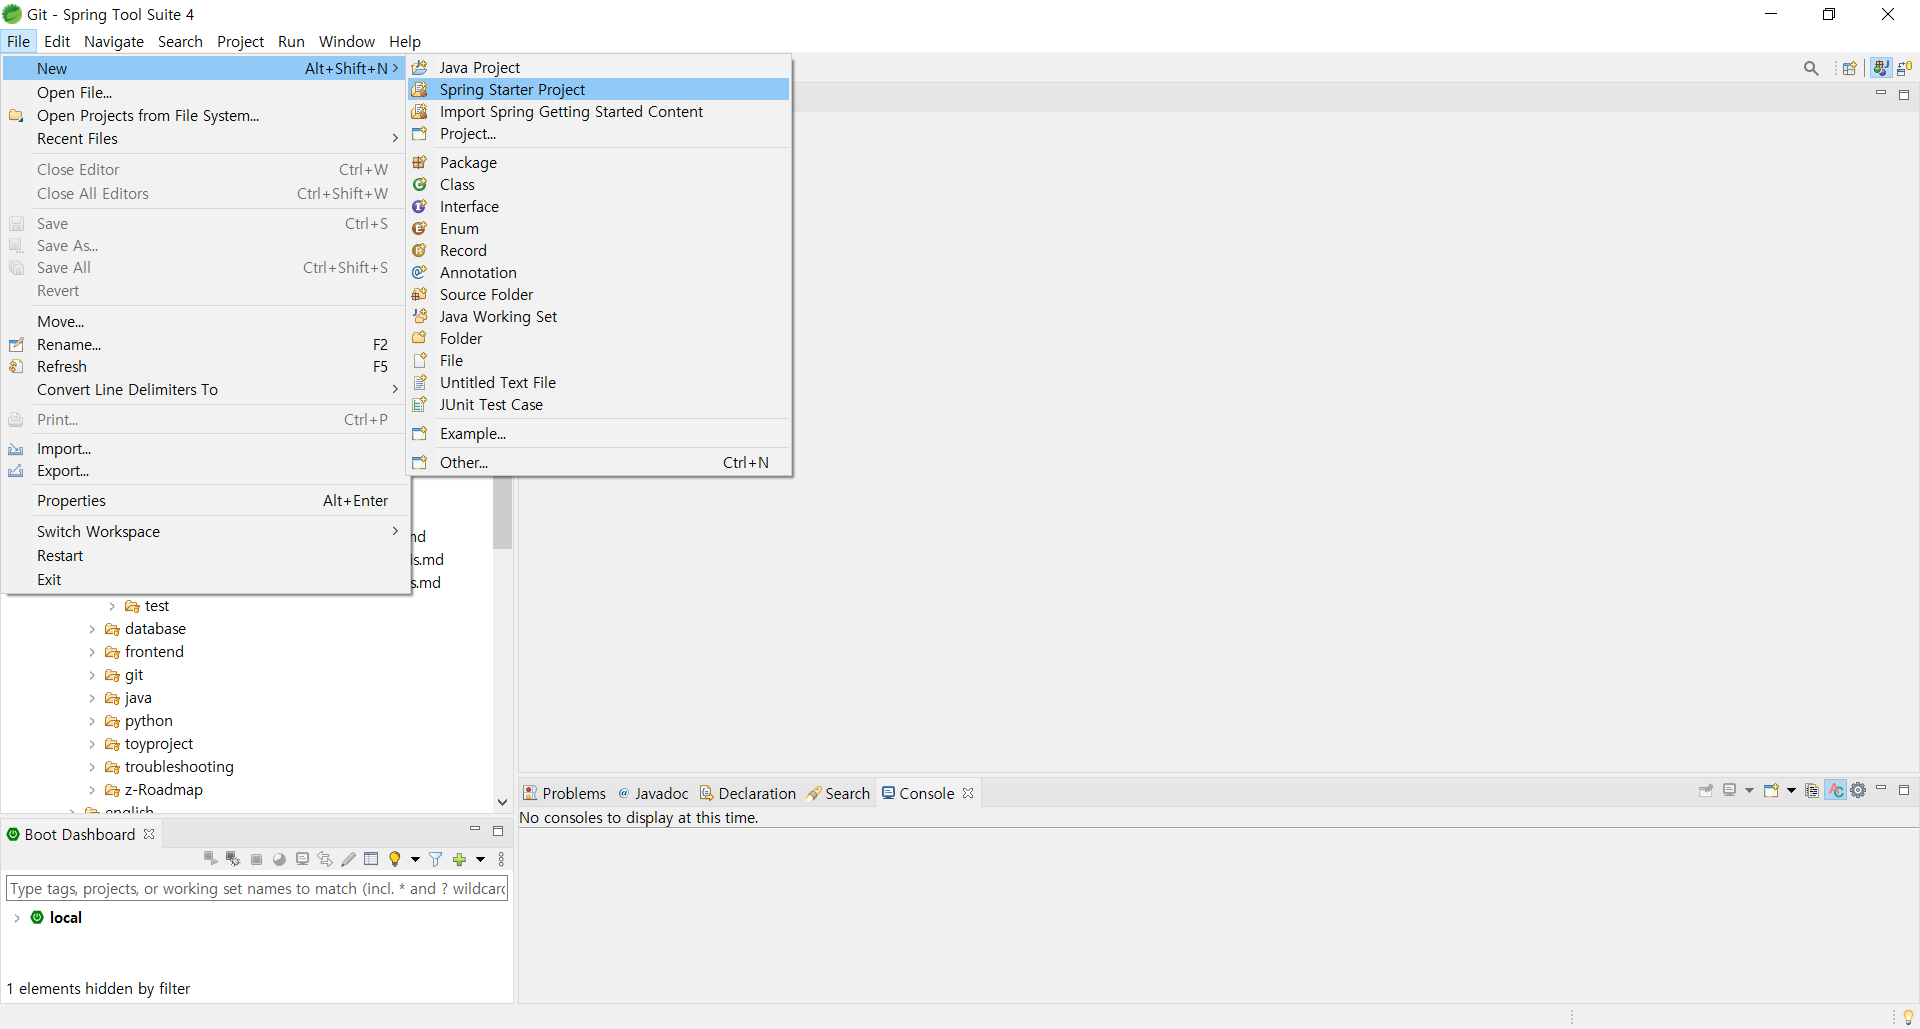 Git - Spring Tool Suite 4
File Edit Navigate Search Project Run Window Help
New Alt+Shift+N
Open File...
Open Projects from File System...
Recent Files
Close Editor Ctrl+W
Close All Editors Ctrl+Shift+W
Save Ctrl+S
Save As...
Save All Ctrl+Shift+S
Revert
Move...
Rename... F2
Refresh F5
Convert Line Delimiters To
Print... Ctrl+P
Import...
Export...
Properties Alt+Enter
Switch Workspace
Restart
Exit
Java Project
Spring Starter Project
Import Spring Getting Started Content
Project...
Package
Class
Interface
Enum
Record
Annotation
Source Folder
Java Working Set
Folder
File
Untitled Text File
JUnit Test Case
Example...
Other... Ctrl+N
is.md
s.md
test
database
frontend
git
java
python
toyproject
troubleshooting
z-Roadmap
english
Boot Dashboard
Type tags, projects, or working set names to match (incl. * and ? wildcard
local
1 elements hidden by filter
Problems Javadoc Declaration Search Console
No consoles to display at this time.